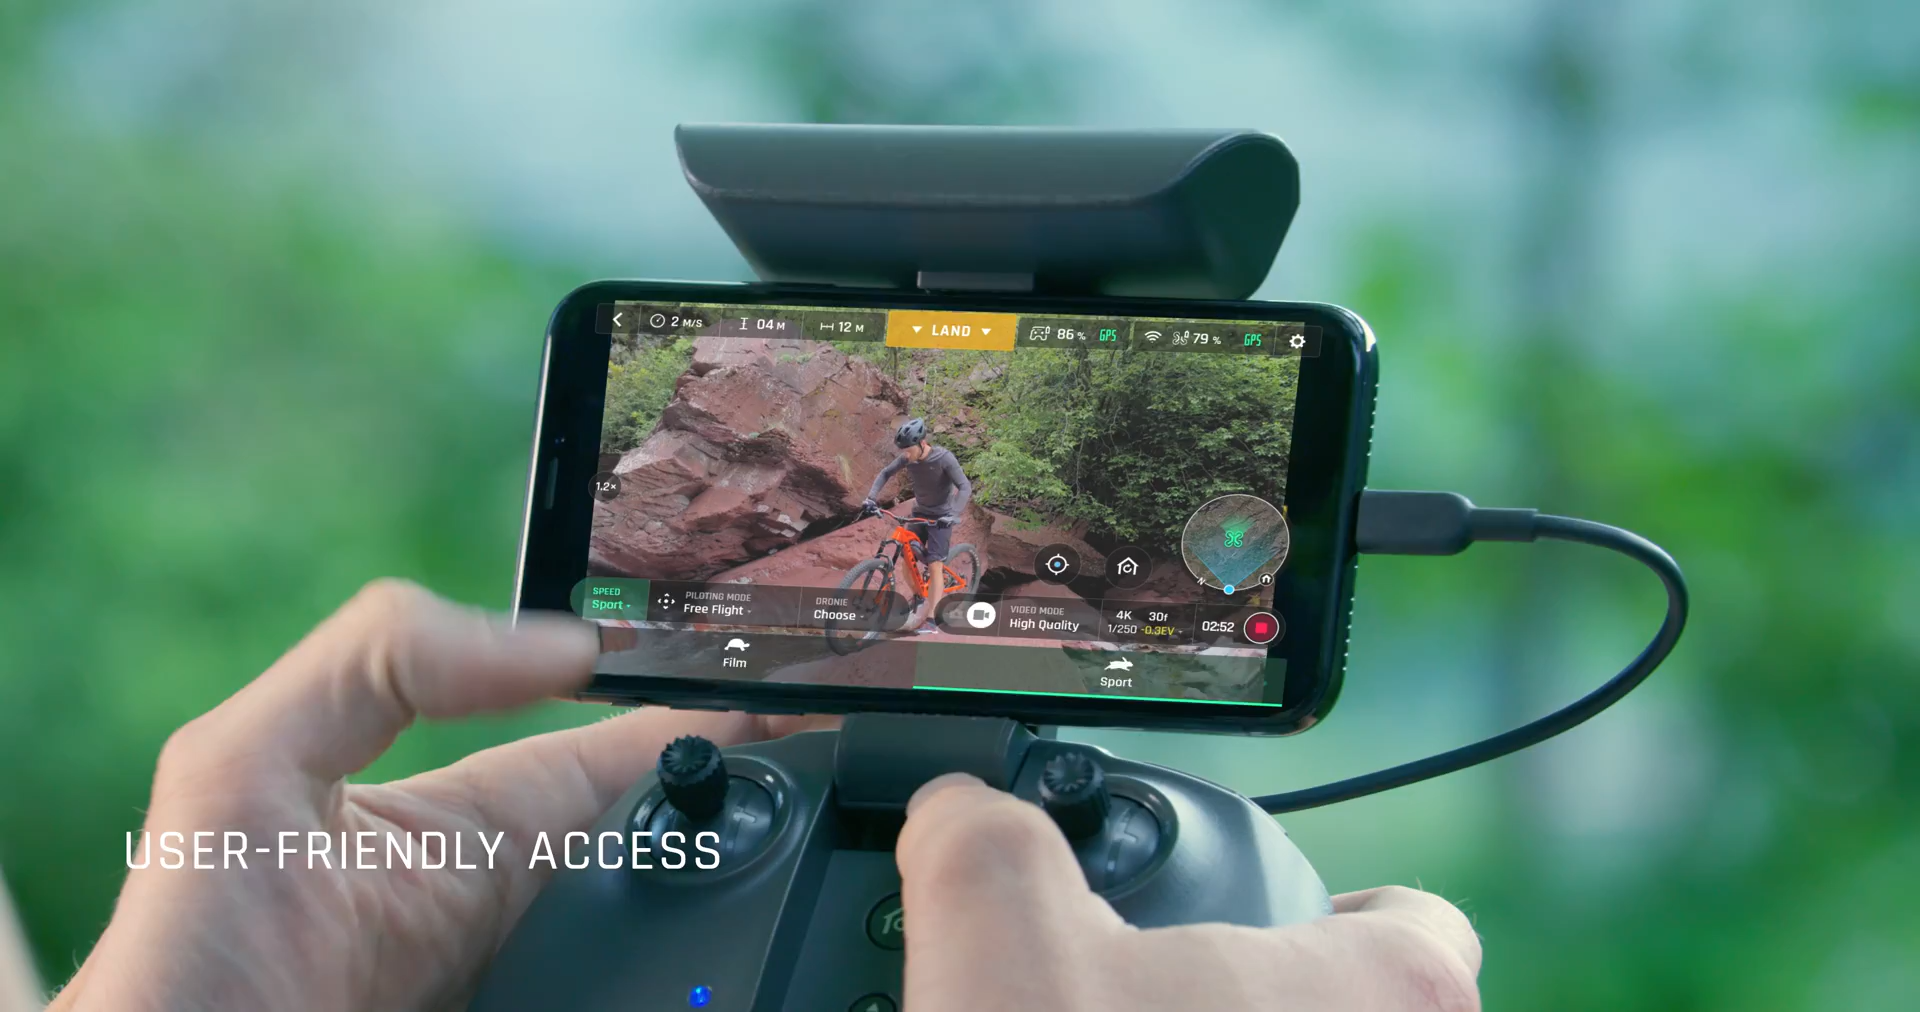 2 M/S
04 M
12 M
LAND
86 %
GPS
79 %
GPS
1.2×
SPEED
Sport
PILOTING MODE
Free Flight
DRONIE
Choose
VIDEO MODE
High Quality
4K 30f
1/250 -0.3EV
02:52
N
Film
Sport
USER-FRIENDLY ACCESS